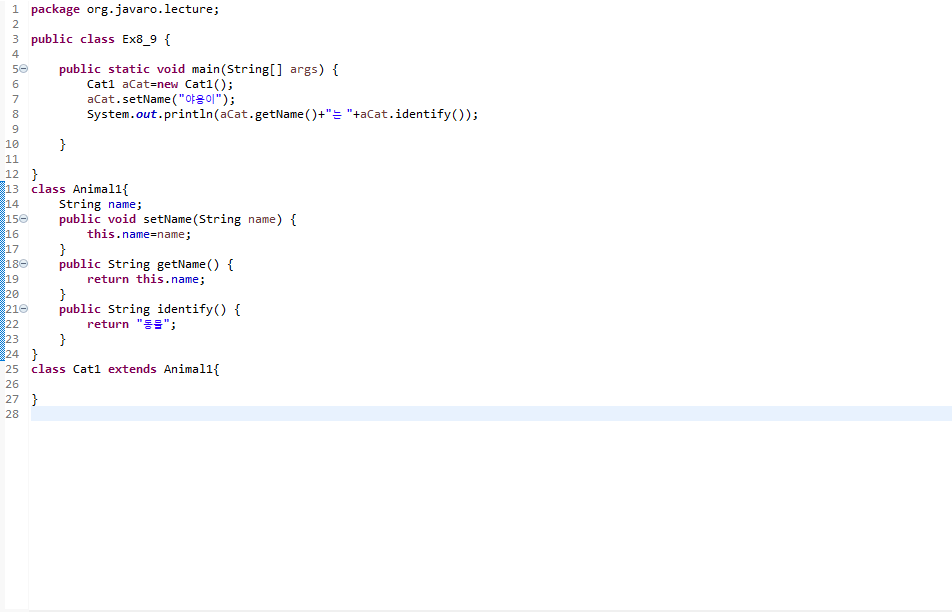 1 package org.javaro.lecture;
2
3 public class Ex8_9 {
4
5 public static void main(String[] args) {
6 Cat1 aCat=new Cat1();
7 aCat.setName("야옹이");
8 System.out.println(aCat.getName()+"는 "+aCat.identify());
9
10 }
11
12 }
13 class Animal1{
14 String name;
15 public void setName(String name) {
16 this.name=name;
17 }
18 public String getName() {
19 return this.name;
20 }
21 public String identify() {
22 return "동물";
23 }
24 }
25 class Cat1 extends Animal1{
26
27 }
28